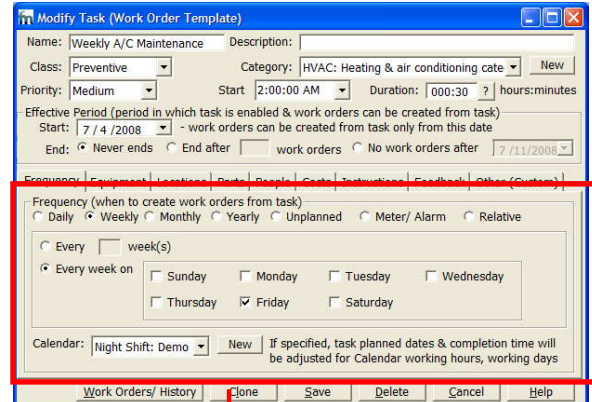 Modify Task (Work Order Template)
Name: Weekly A/C Maintenance Description:
Class: Preventive Category: HVAC: Heating & air conditioning cate New
Priority: Medium Start 2:00:00 AM Duration: 000:30 ? hours:minutes
Effective Period (period in which task is enabled & work orders can be created from task)
Start: 7 / 4 /2008 - work orders can be created from task only from this date
End: Never ends End after work orders No work orders after 7 /11/2008
Frequency Equipment Locations Parts People Costs Instructions Feedback Other (Custom)
Frequency (when to create work orders from task)
Daily Weekly Monthly Yearly Unplanned Meter/ Alarm Relative
Every week(s)
Every week on Sunday Monday Tuesday Wednesday
Thursday Friday Saturday
Calendar: Night Shift: Demo New If specified, task planned dates & completion time will
be adjusted for Calendar working hours, working days
Work Orders/ History Clone Save Delete Cancel Help